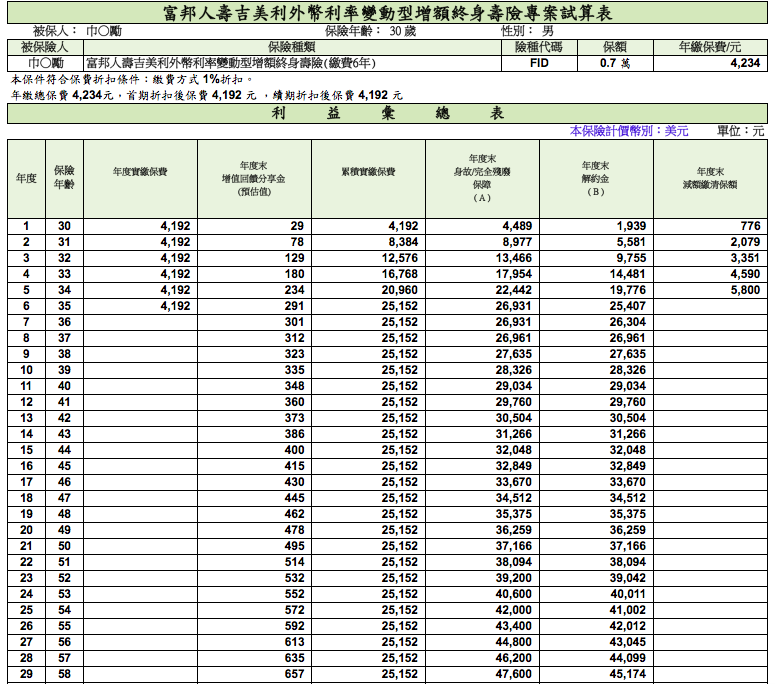 富邦人壽吉美利外幣利率變動型增額終身壽險專案試算表
被保人： 巾〇勵 保險年齡： 30 歲 性別： 男
被保險人 保險種類 險種代碼 保額 年繳保費/元
巾〇勵 富邦人壽吉美利外幣利率變動型增額終身壽險(繳費6年) FID 0.7 萬 4,234
本保件符合保費折扣條件：繳費方式 1%折扣。
年繳總保費 4,234元，首期折扣後保費 4,192 元 ，續期折扣後保費 4,192 元
利 益 彙 總 表
本保險計價幣別：美元 單位：元
年度 保險年齡 年度實繳保費 年度末增值回饋分享金(預估值) 累積實繳保費 年度末身故/完全殘廢保障(A) 年度末解約金(B) 年度末減額繳清保額
1 30 4,192 29 4,192 4,489 1,939 776
2 31 4,192 78 8,384 8,977 5,581 2,079
3 32 4,192 129 12,576 13,466 9,755 3,351
4 33 4,192 180 16,768 17,954 14,481 4,590
5 34 4,192 234 20,960 22,442 19,776 5,800
6 35 4,192 291 25,152 26,931 25,407
7 36 301 25,152 26,931 26,304
8 37 312 25,152 26,961 26,961
9 38 323 25,152 27,635 27,635
10 39 335 25,152 28,326 28,326
11 40 348 25,152 29,034 29,034
12 41 360 25,152 29,760 29,760
13 42 373 25,152 30,504 30,504
14 43 386 25,152 31,266 31,266
15 44 400 25,152 32,048 32,048
16 45 415 25,152 32,849 32,849
17 46 430 25,152 33,670 33,670
18 47 445 25,152 34,512 34,512
19 48 462 25,152 35,375 35,375
20 49 478 25,152 36,259 36,259
21 50 495 25,152 37,166 37,166
22 51 514 25,152 38,094 38,094
23 52 532 25,152 39,200 39,042
24 53 552 25,152 40,600 40,011
25 54 572 25,152 42,000 41,002
26 55 592 25,152 43,400 42,012
27 56 613 25,152 44,800 43,045
28 57 635 25,152 46,200 44,099
29 58 657 25,152 47,600 45,174